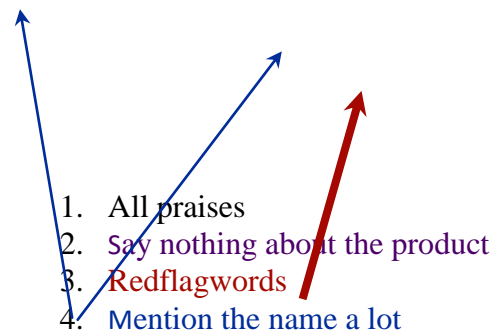 1. All praises
2. Say nothing about the product
3. Redflagwords
4. Mention the name a lot